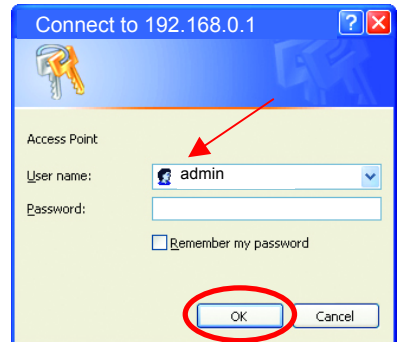 Connect to 192.168.0.1
Access Point
User name:
admin
Password:
Remember my password
OK
Cancel